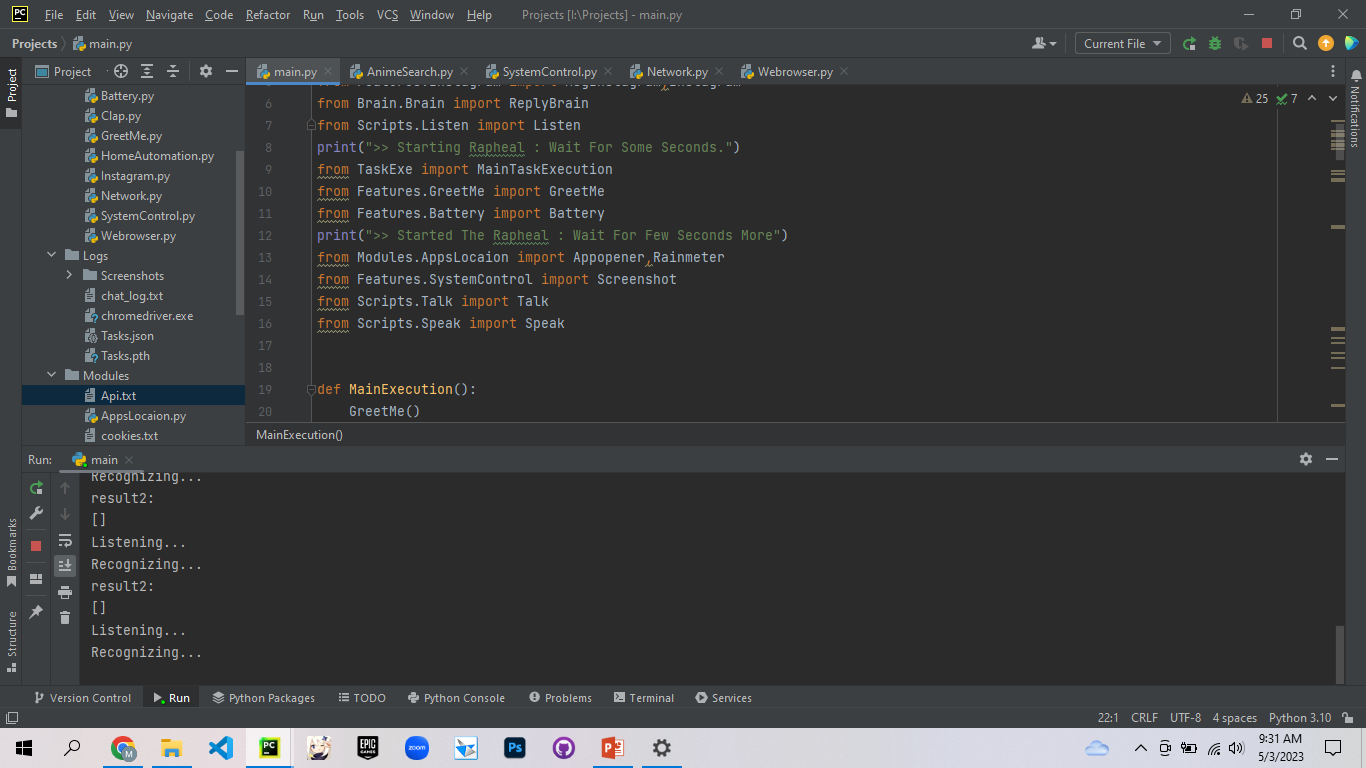 File Edit View Navigate Code Refactor Run Tools VCS Window Help Projects [I:\Projects] - main.py
Projects main.py Current File
Project main.py AnimeSearch.py SystemControl.py Network.py Webrowser.py
Project
Notifications
Battery.py
Clap.py
GreetMe.py
HomeAutomation.py
Instagram.py
Network.py
SystemControl.py
Webrowser.py
Logs
Screenshots
chat_log.txt
chromedriver.exe
Tasks.json
Tasks.pth
Modules
Api.txt
AppsLocaion.py
cookies.txt
25 7
6 from Brain.Brain import ReplyBrain
7 from Scripts.Listen import Listen
8 print(">> Starting Rapheal : Wait For Some Seconds.")
9 from TaskExe import MainTaskExecution
10 from Features.GreetMe import GreetMe
11 from Features.Battery import Battery
12 print(">> Started The Rapheal : Wait For Few Seconds More")
13 from Modules.AppsLocaion import Appopener,Rainmeter
14 from Features.SystemControl import Screenshot
15 from Scripts.Talk import Talk
16 from Scripts.Speak import Speak
17
18
19 def MainExecution():
20 GreetMe()
MainExecution()
Run: main
Recognizing...
result2:
[]
Listening...
Recognizing...
result2:
[]
Listening...
Recognizing...
Bookmarks
Structure
Version Control Run Python Packages TODO Python Console Problems Terminal Services
22:1 CRLF UTF-8 4 spaces Python 3.10
PC
M
EPIC GAMES
zoom
Ps
P
9:31 AM
5/3/2023